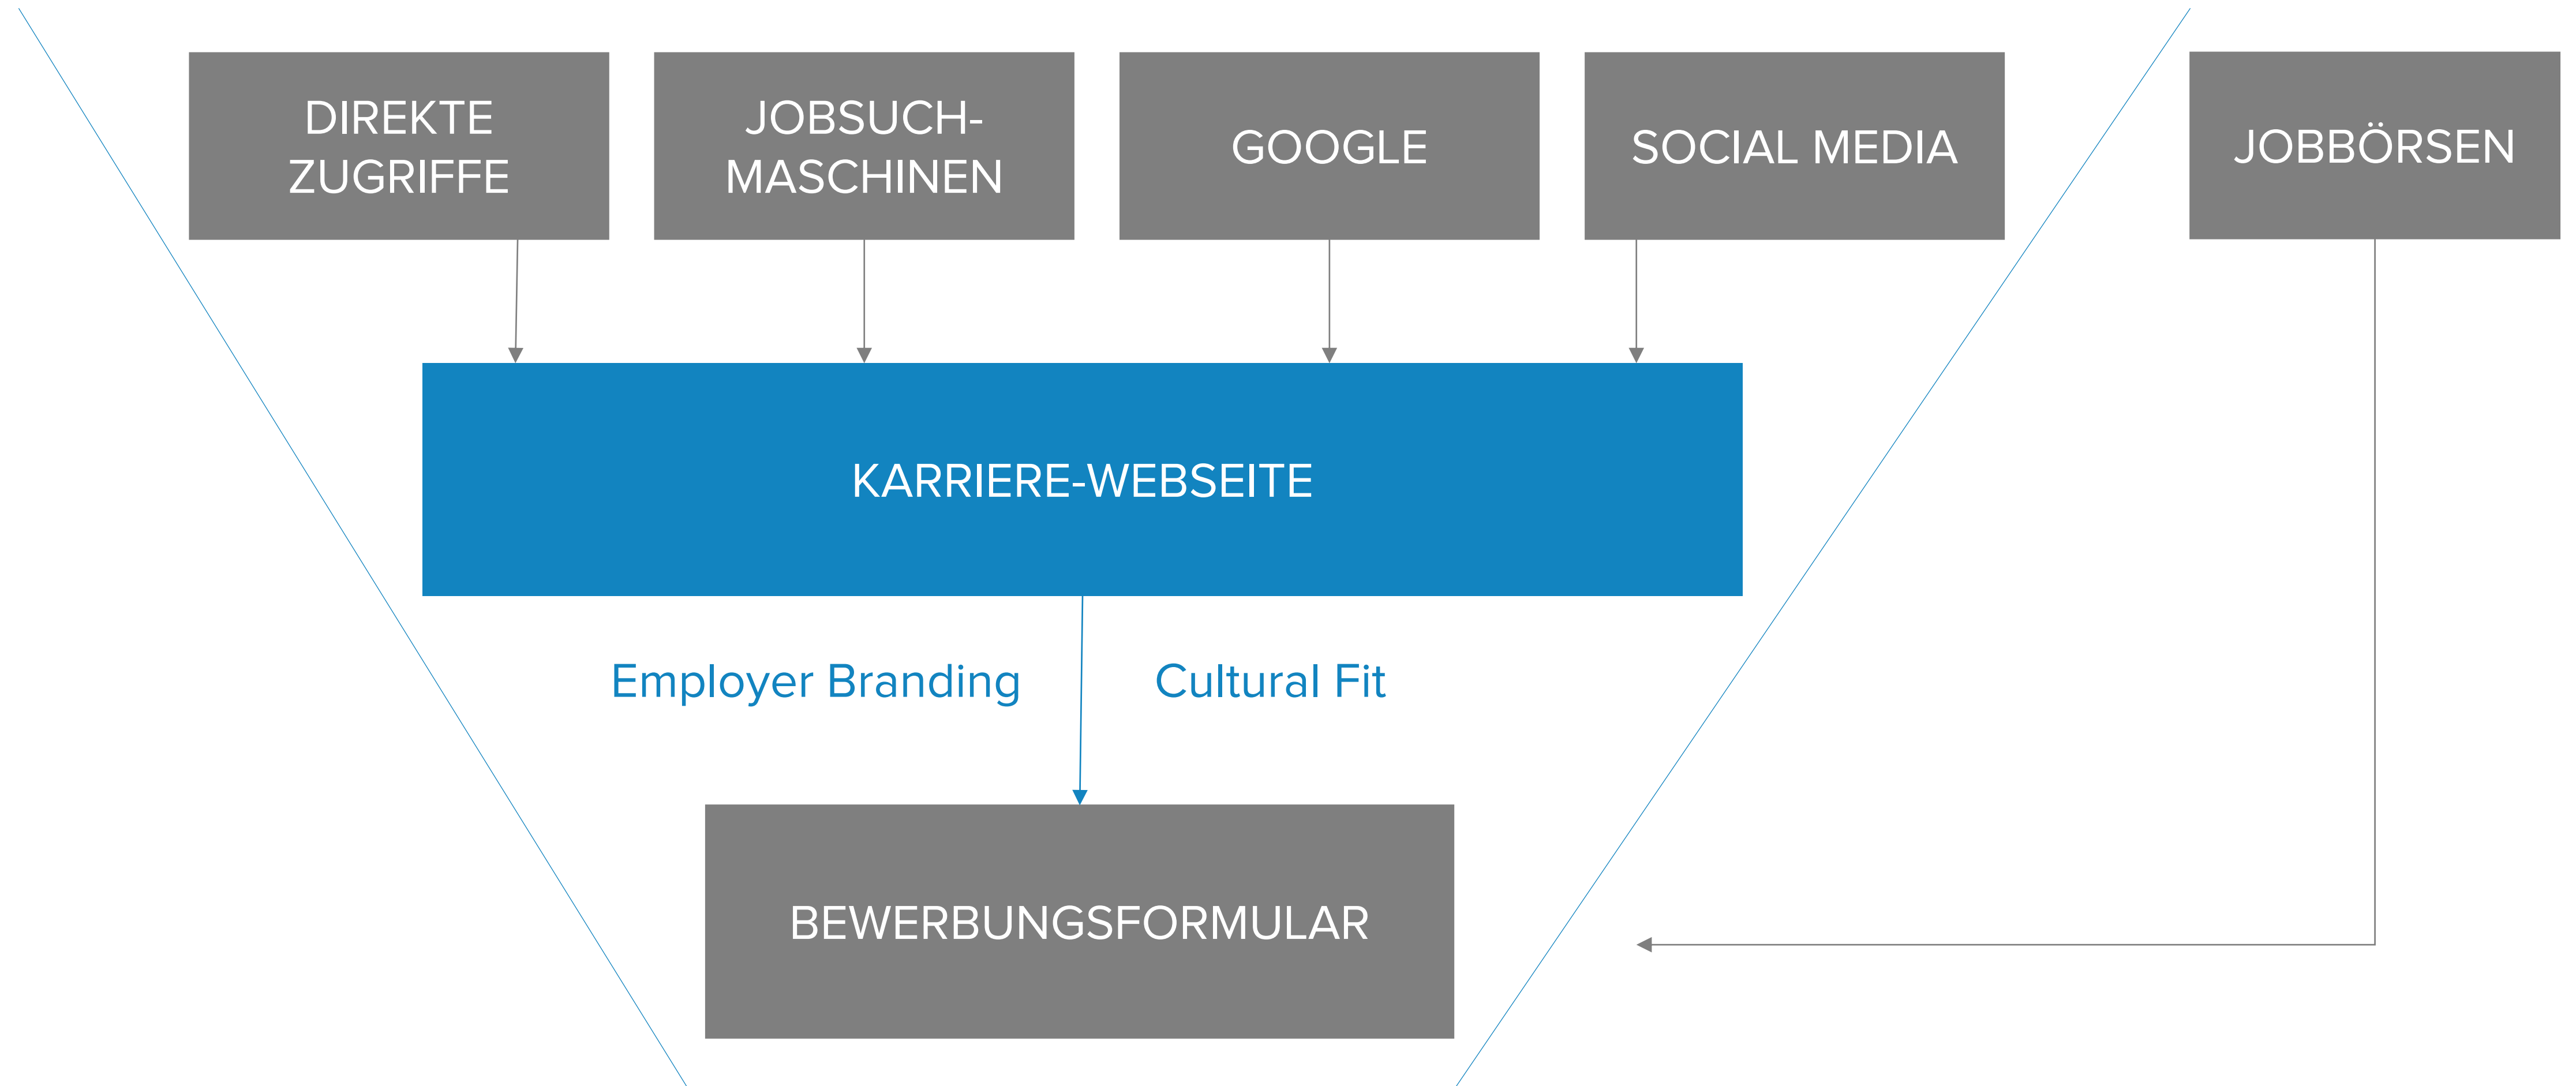 DIREKTE
ZUGRIFFE
JOBSUCH-
MASCHINEN
GOOGLE
SOCIAL MEDIA
JOBBÖRSEN
KARRIERE-WEBSEITE
Employer Branding
Cultural Fit
BEWERBUNGSFORMULAR